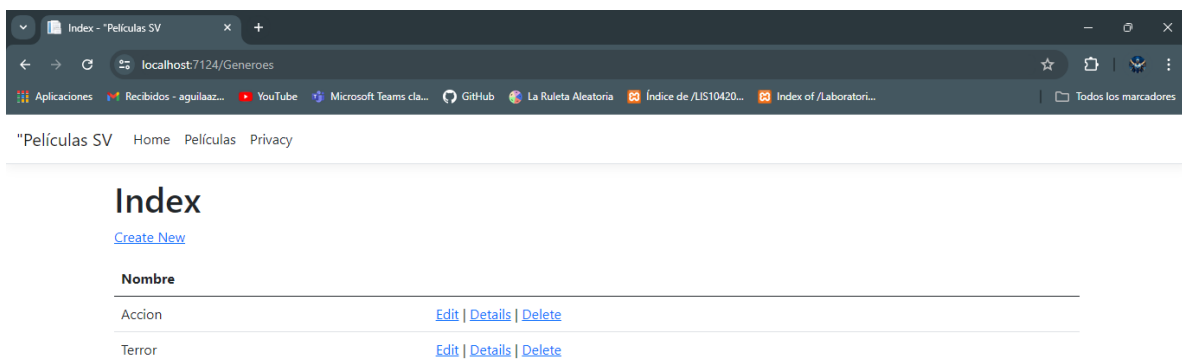 Index - "Películas SV
localhost:7124/Generoes
Aplicaciones Recibidos - aguilaaz... YouTube Microsoft Teams cla... GitHub La Ruleta Aleatoria Índice de /LIS10420... Index of /Laboratori... Todos los marcadores
"Películas SV Home Películas Privacy
Index
Create New
Nombre
Accion Edit | Details | Delete
Terror Edit | Details | Delete